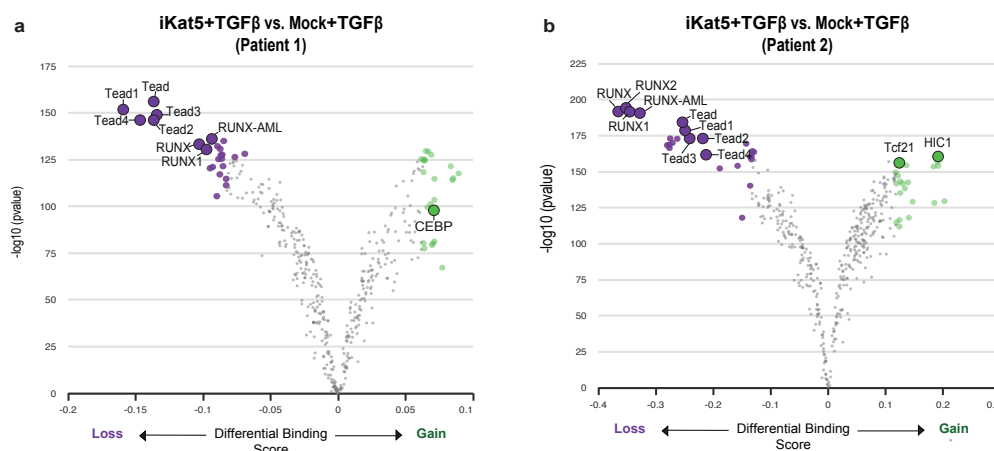 a
iKat5+TGFβ vs. Mock+TGFβ
(Patient 1)
175
150
125
100
75
50
25
0
-log10 (pvalue)
Tead
Tead1
Tead3
Tead4
Tead2
RUNX-AML
RUNX
RUNX1
CEBP
-0.2
-0.15
-0.1
-0.05
0
0.05
0.1
Loss
Differential Binding
Score
Gain
b
iKat5+TGFβ vs. Mock+TGFβ
(Patient 2)
225
200
175
150
125
100
75
50
25
0
-log10 (pvalue)
RUNX
RUNX2
RUNX-AML
RUNX1
Tead
Tead1
Tead2
Tead3
Tead4
Tcf21
HIC1
-0.4
-0.3
-0.2
-0.1
0
0.1
0.2
Loss
Differential Binding
Score
Gain